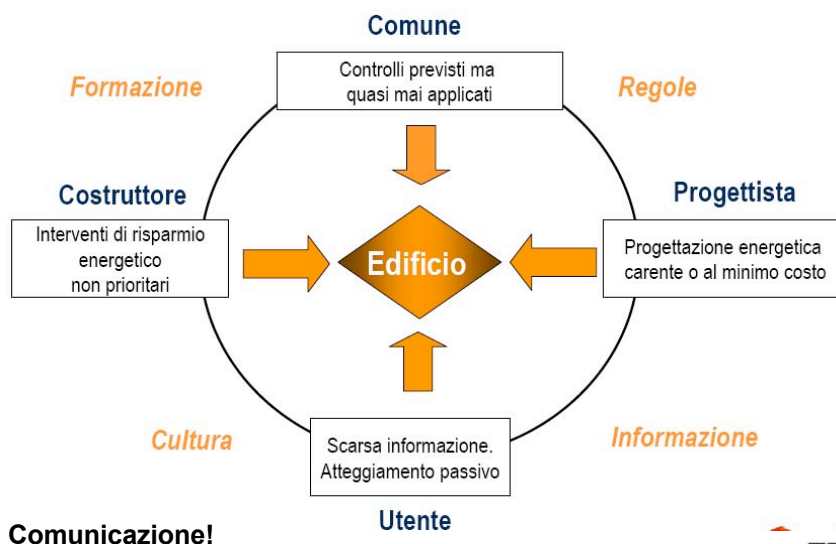 Comune
Controlli previsti ma
quasi mai applicati
Formazione
Regole
Costruttore
Interventi di risparmio
energetico
non prioritari
Edificio
Progettista
Progettazione energetica
carente o al minimo costo
Cultura
Scarsa informazione.
Atteggiamento passivo
Informazione
Utente
Comunicazione!